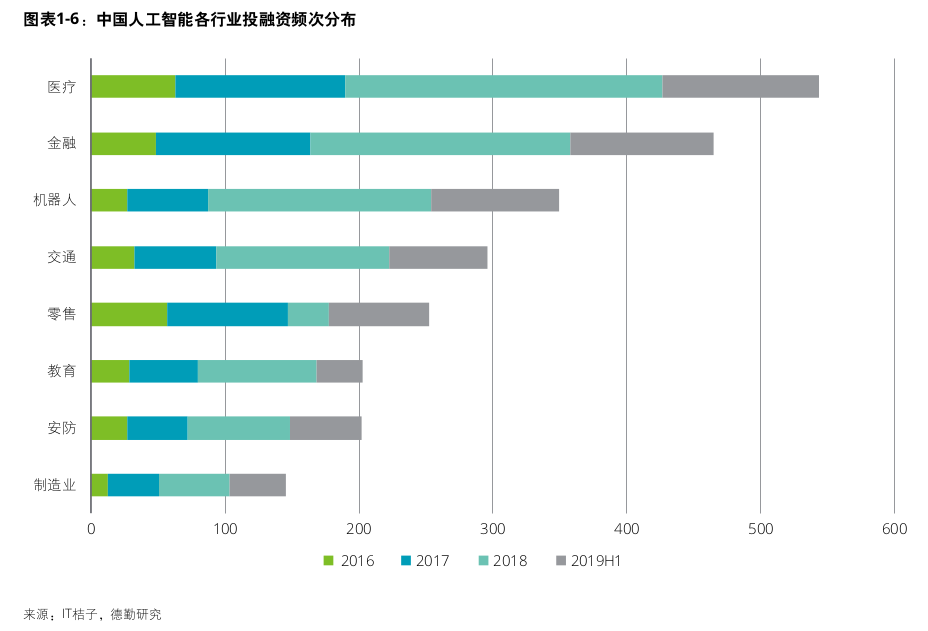 图表1-6：中国人工智能各行业投融资频次分布
医疗
金融
机器人
交通
零售
教育
安防
制造业
0 100 200 300 400 500 600
2016 2017 2018 2019H1
来源：IT桔子，德勤研究